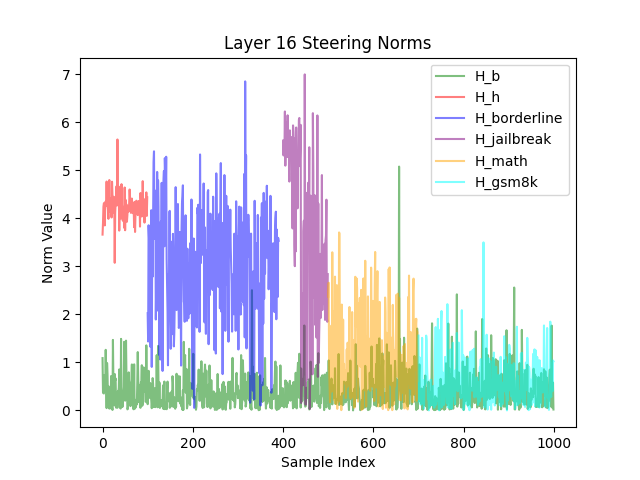 Layer 16 Steering Norms
7
6
5
4
3
2
1
0
Norm Value
0
200
400
600
800
1000
Sample Index
H_b
H_h
H_borderline
H_jailbreak
H_math
H_gsm8k